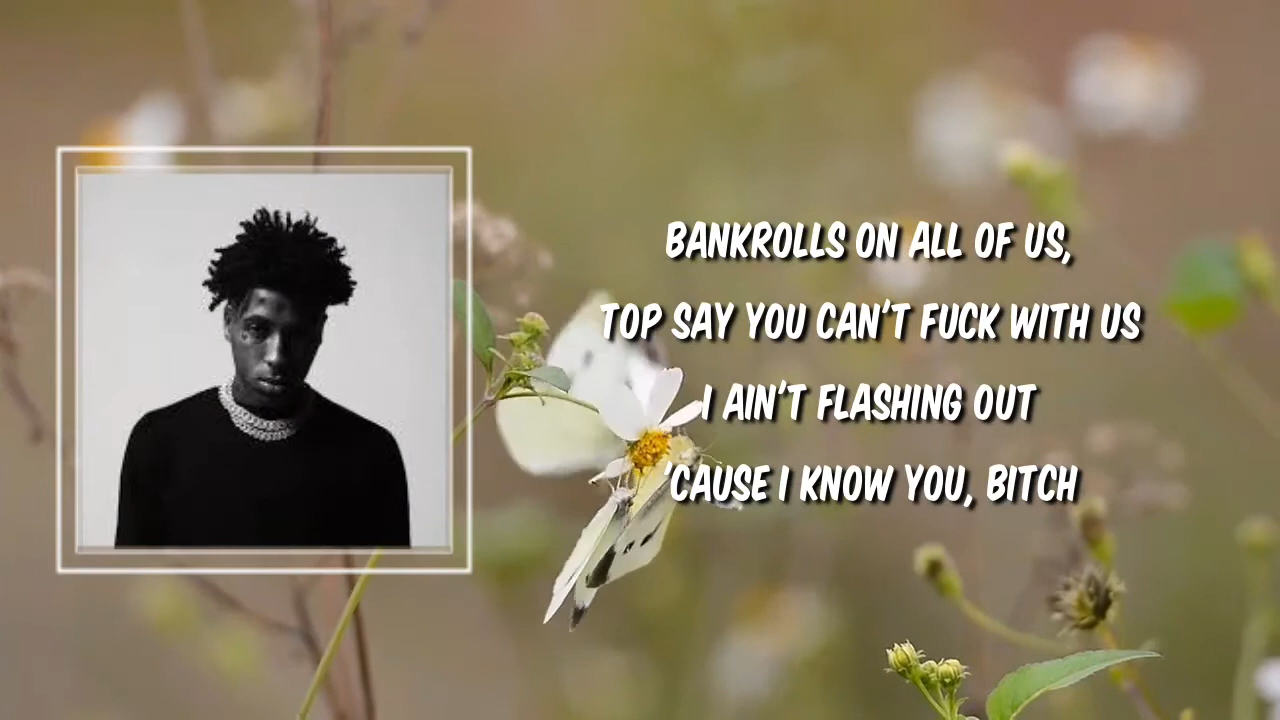 BANKROLLS ON ALL OF US,
TOP SAY YOU CAN'T FUCK WITH US
I AIN'T FLASHING OUT
'CAUSE I KNOW YOU, BITCH